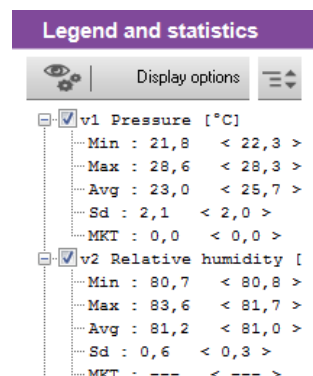 Legend and statistics
Display options
v1 Pressure [°C]
Min : 21,8 < 22,3 >
Max : 28,6 < 28,3 >
Avg : 23,0 < 25,7 >
Sd : 2,1 < 2,0 >
MKT : 0,0 < 0,0 >
v2 Relative humidity [
Min : 80,7 < 80,8 >
Max : 83,6 < 81,7 >
Avg : 81,2 < 81,0 >
Sd : 0,6 < 0,3 >
MKT : --- < --- >